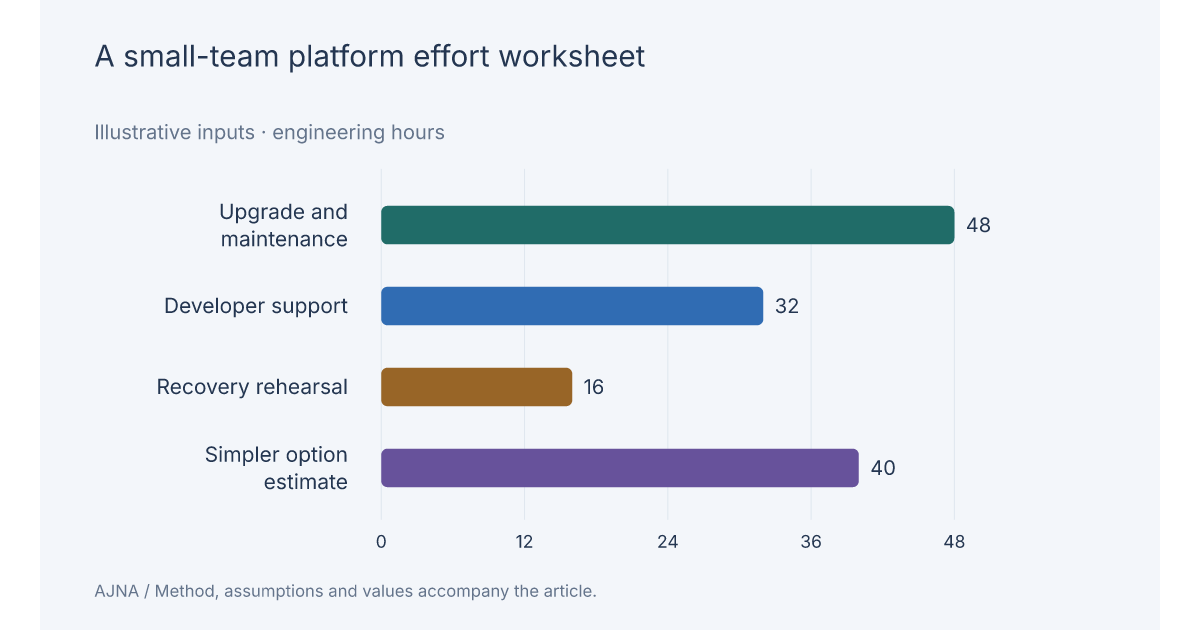 A small-team platform effort worksheet
Illustrative inputs · engineering hours
Upgrade and
maintenance
48
Developer support
32
Recovery rehearsal
16
Simpler option
estimate
40
0
12
24
36
48
AJNA / Method, assumptions and values accompany the article.